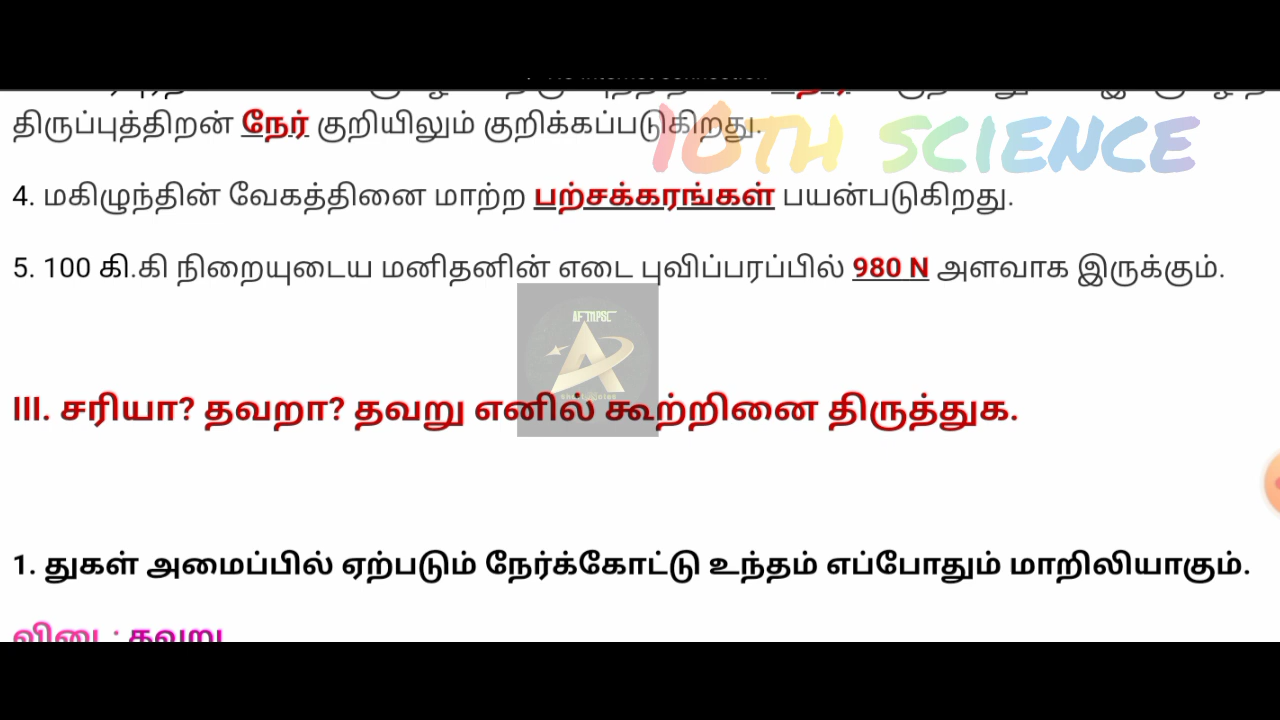 திருப்புத்திறன் நேர் குறியிலும் குறிக்கப்படுகிறது.
10TH SCIENCE
4. மகிழுந்தின் வேகத்தினை மாற்ற பற்சக்கரங்கள் பயன்படுகிறது.
5. 100 கி.கி நிறையுடைய மனிதனின் எடை புவிப்பரப்பில் 980 N அளவாக இருக்கும்.
III. சரியா? தவறா? தவறு எனில் கூற்றினை திருத்துக.
1. துகள் அமைப்பில் ஏற்படும் நேர்க்கோட்டு உந்தம் எப்போதும் மாறிலியாகும்.
விடை : தவறு